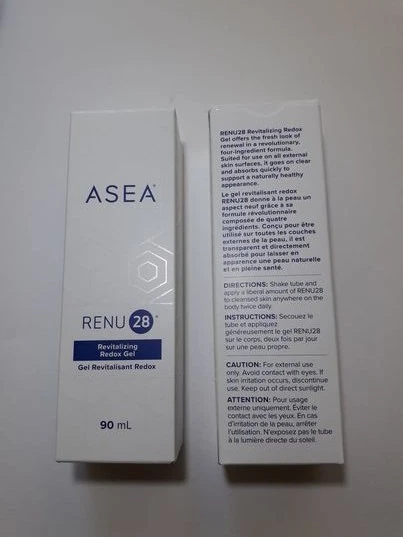 ASEA®
RENU 28®
Revitalizing
Redox Gel
Gel Revitalisant Redox
90 mL
RENU28 Revitalizing Redox
Gel offers the fresh look of
renewal in a revolutionary,
four-ingredient formula.
Suited for use on all external
skin surfaces, it goes on clear
and absorbs quickly to
support a naturally healthy
appearance.
Le gel revitalisant redox
RENU28 donne à la peau un
aspect neuf grâce à sa
formule révolutionnaire
composée de quatre
ingrédients. Conçu pour être
utilisé sur toutes les couches
externes de la peau, il est
transparent et directement
absorbé pour laisser en
apparence une peau naturelle
et en pleine santé.
DIRECTIONS: Shake tube and
apply a liberal amount of RENU28
to cleansed skin anywhere on the
body twice daily.
INSTRUCTIONS: Secouez le
tube et appliquez
généreusement le gel RENU28
sur le corps, deux fois par jour
sur une peau propre.
CAUTION: For external use
only. Avoid contact with eyes. If
skin irritation occurs, discontinue
use. Keep out of direct sunlight.
ATTENTION: Pour usage
externe uniquement. Éviter le
contact avec les yeux. En cas
d'irritation de la peau, arrêter
l'utilisation. N'exposez pas le tube
à la lumière directe du soleil.